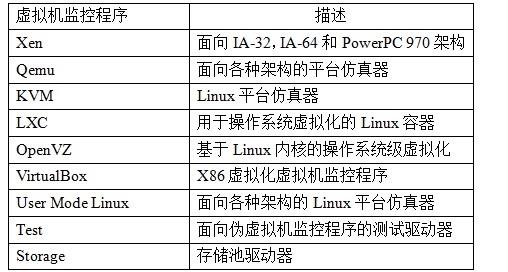 虚拟机监控程序 描述
Xen 面向 IA-32，IA-64 和 PowerPC 970 架构
Qemu 面向各种架构的平台仿真器
KVM Linux 平台仿真器
LXC 用于操作系统虚拟化的 Linux 容器
OpenVZ 基于 Linux 内核的操作系统级虚拟化
VirtualBox X86 虚拟化虚拟机监控程序
User Mode Linux 面向各种架构的 Linux 平台仿真器
Test 面向伪虚拟机监控程序的测试驱动器
Storage 存储池驱动器